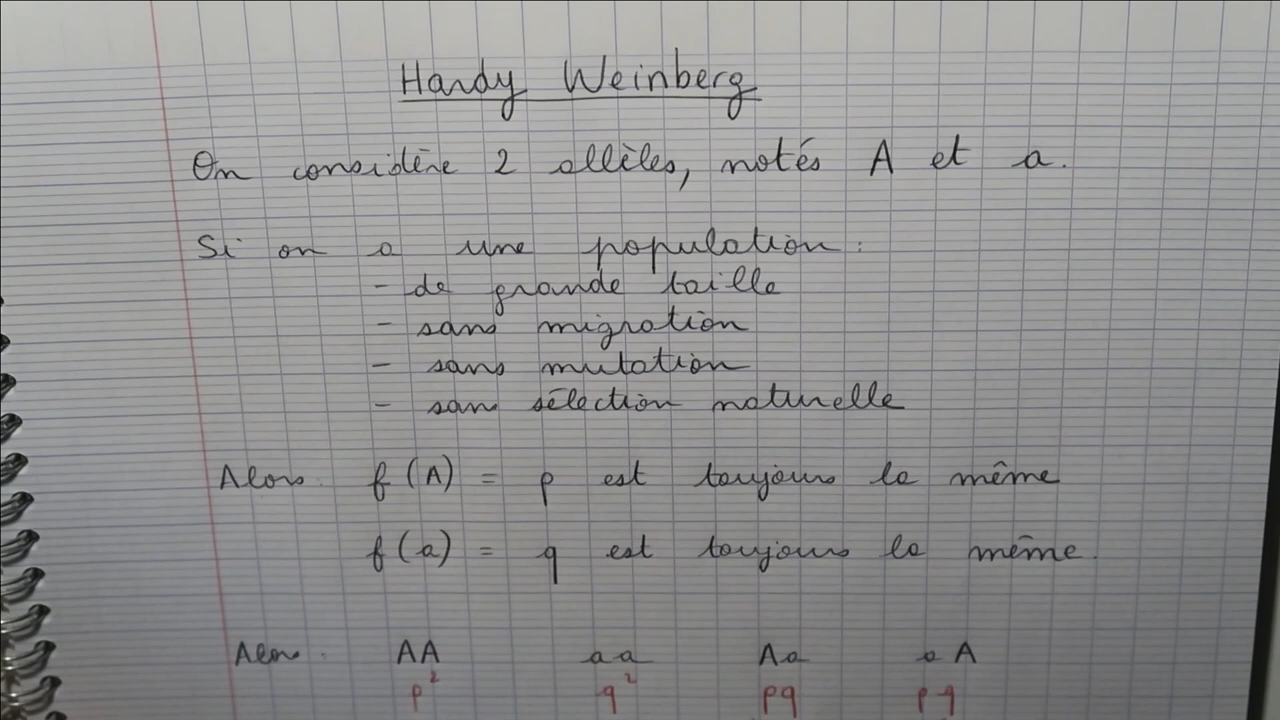 Hardy Weinberg
On considère 2 allèles, notés A et a.
Si on a une population :
- de grande taille
- sans migration
- sans mutation
- sans sélection naturelle
Alors f(A) = p est toujours la même
f(a) = q est toujours la même.
Alors : AA aa Aa aA
p² q² pq pq